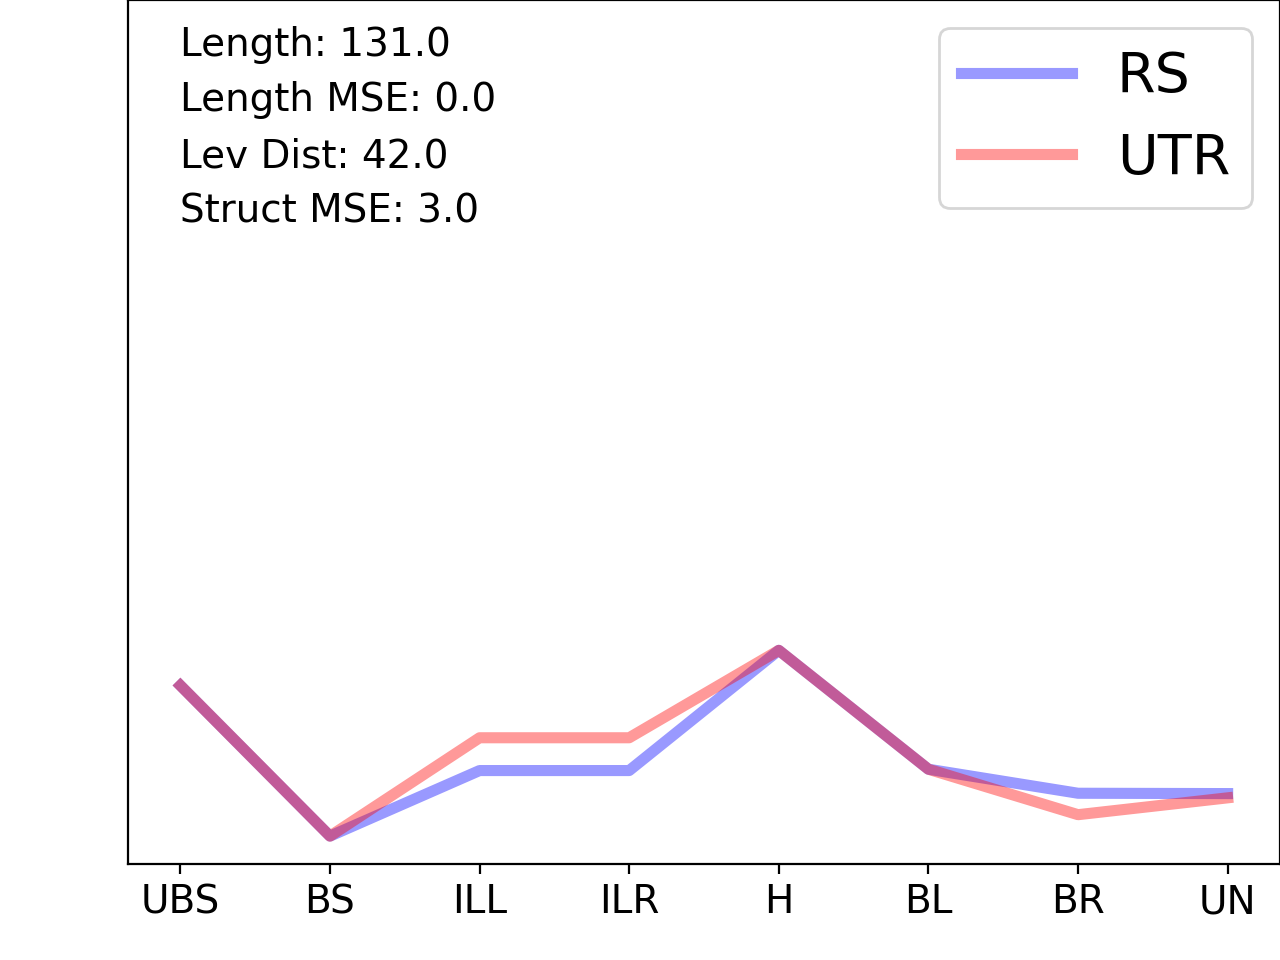 Length: 131.0
Length MSE: 0.0
Lev Dist: 42.0
Struct MSE: 3.0
RS
UTR
UBS BS ILL ILR H BL BR UN